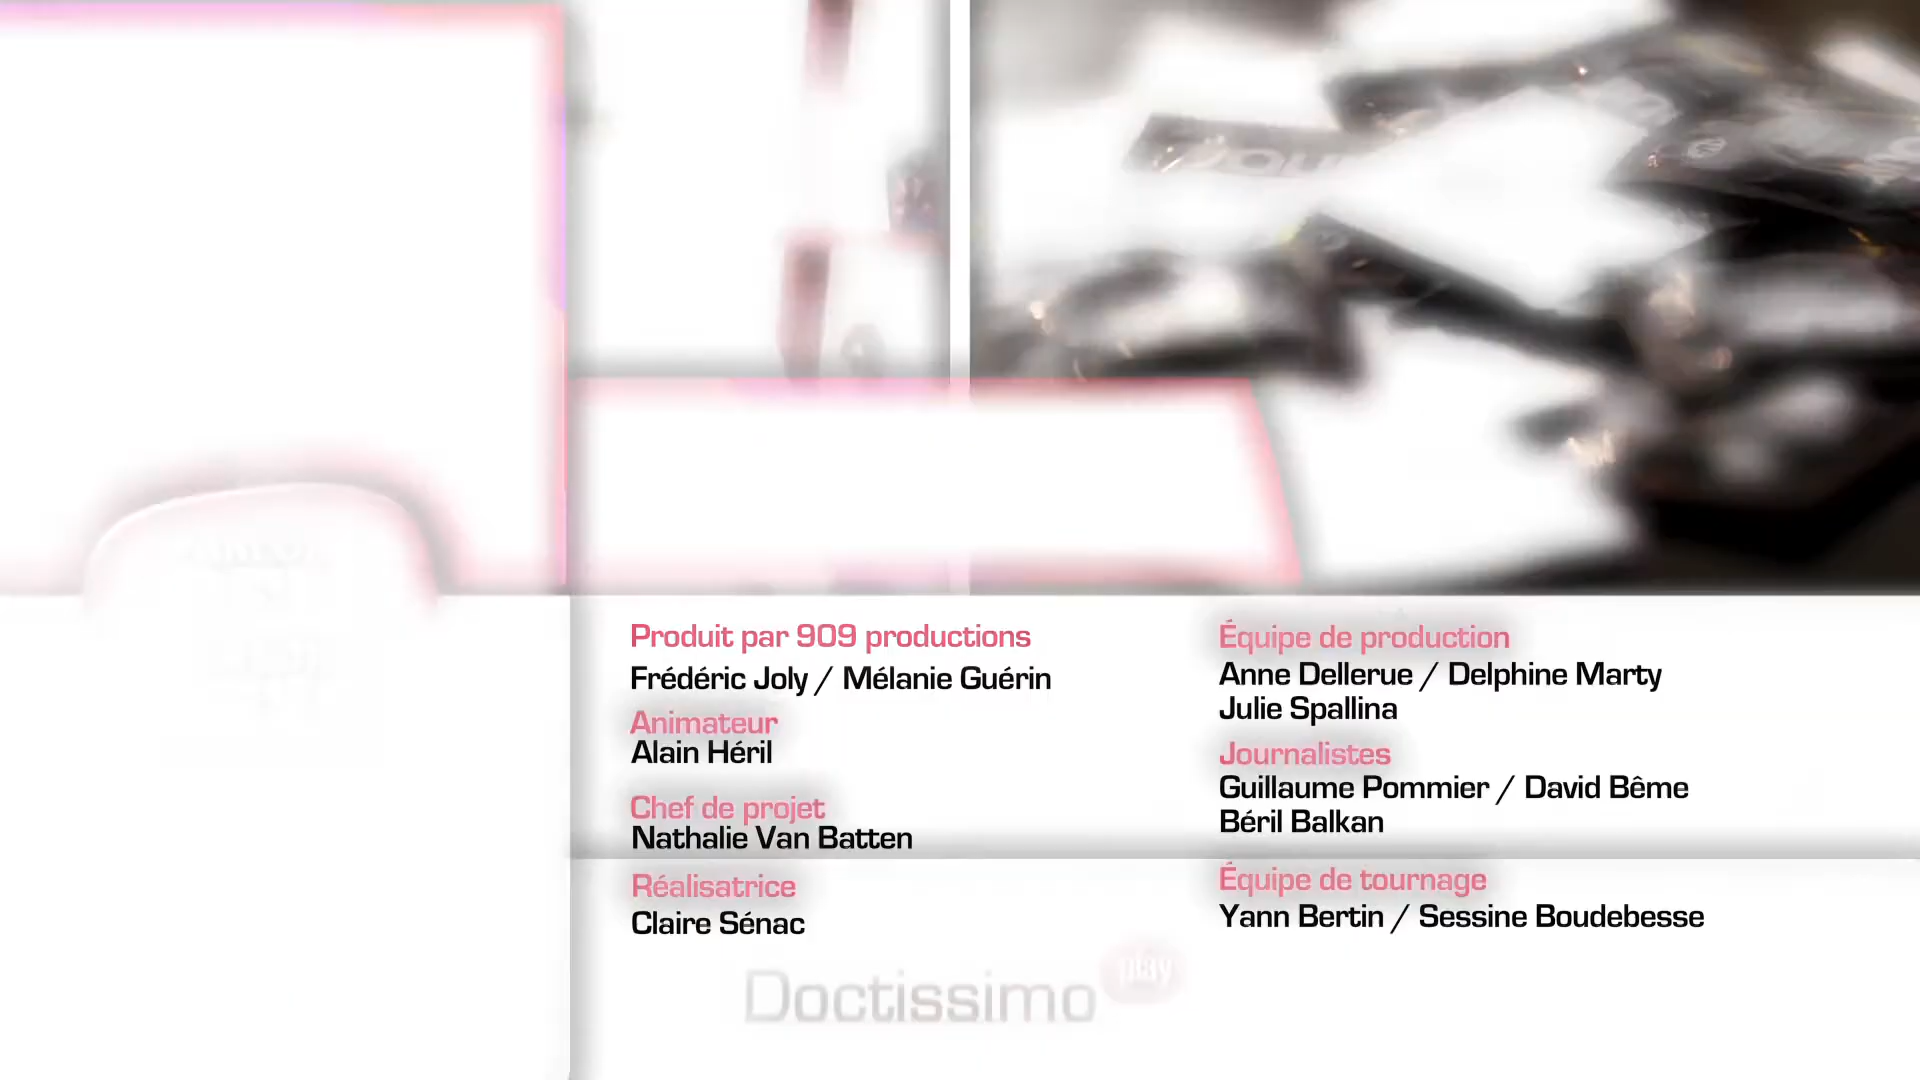 Produit par 909 productions
Frédéric Joly / Mélanie Guérin
Animateur
Alain Héril
Chef de projet
Nathalie Van Batten
Réalisatrice
Claire Sénac
Équipe de production
Anne Dellerue / Delphine Marty
Julie Spallina
Journalistes
Guillaume Pommier / David Bême
Béril Balkan
Équipe de tournage
Yann Bertin / Sessine Boudebesse
Doctissimo play